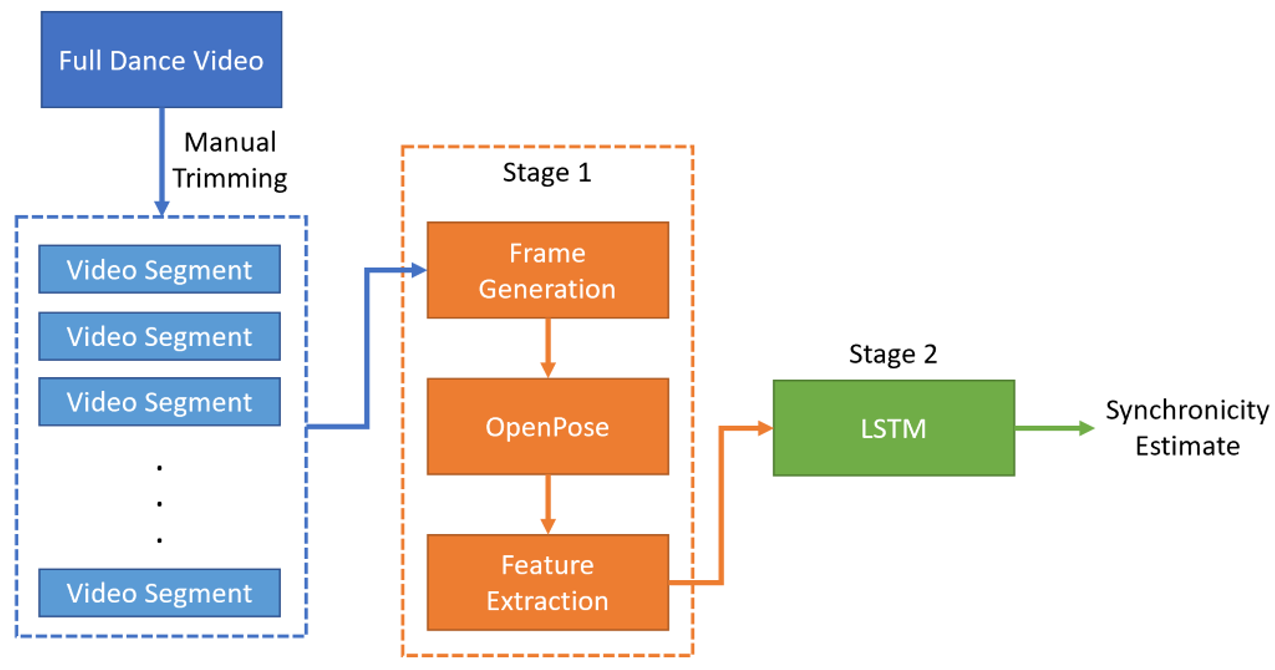 Full Dance Video
Manual
Trimming
Video Segment
Video Segment
Video Segment
.
.
.
Video Segment
Stage 1
Frame
Generation
OpenPose
Feature
Extraction
Stage 2
LSTM
Synchronicity
Estimate